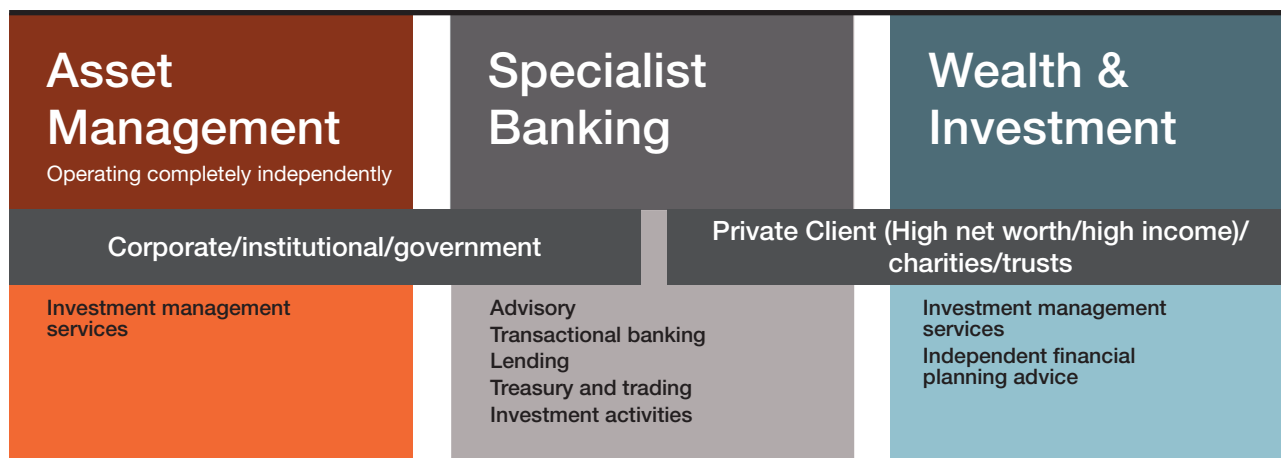 Asset
Management
Operating completely independently
Specialist
Banking
Wealth &
Investment
Corporate/institutional/government
Private Client (High net worth/high income)/
charities/trusts
Investment management
services
Advisory
Transactional banking
Lending
Treasury and trading
Investment activities
Investment management
services
Independent financial
planning advice